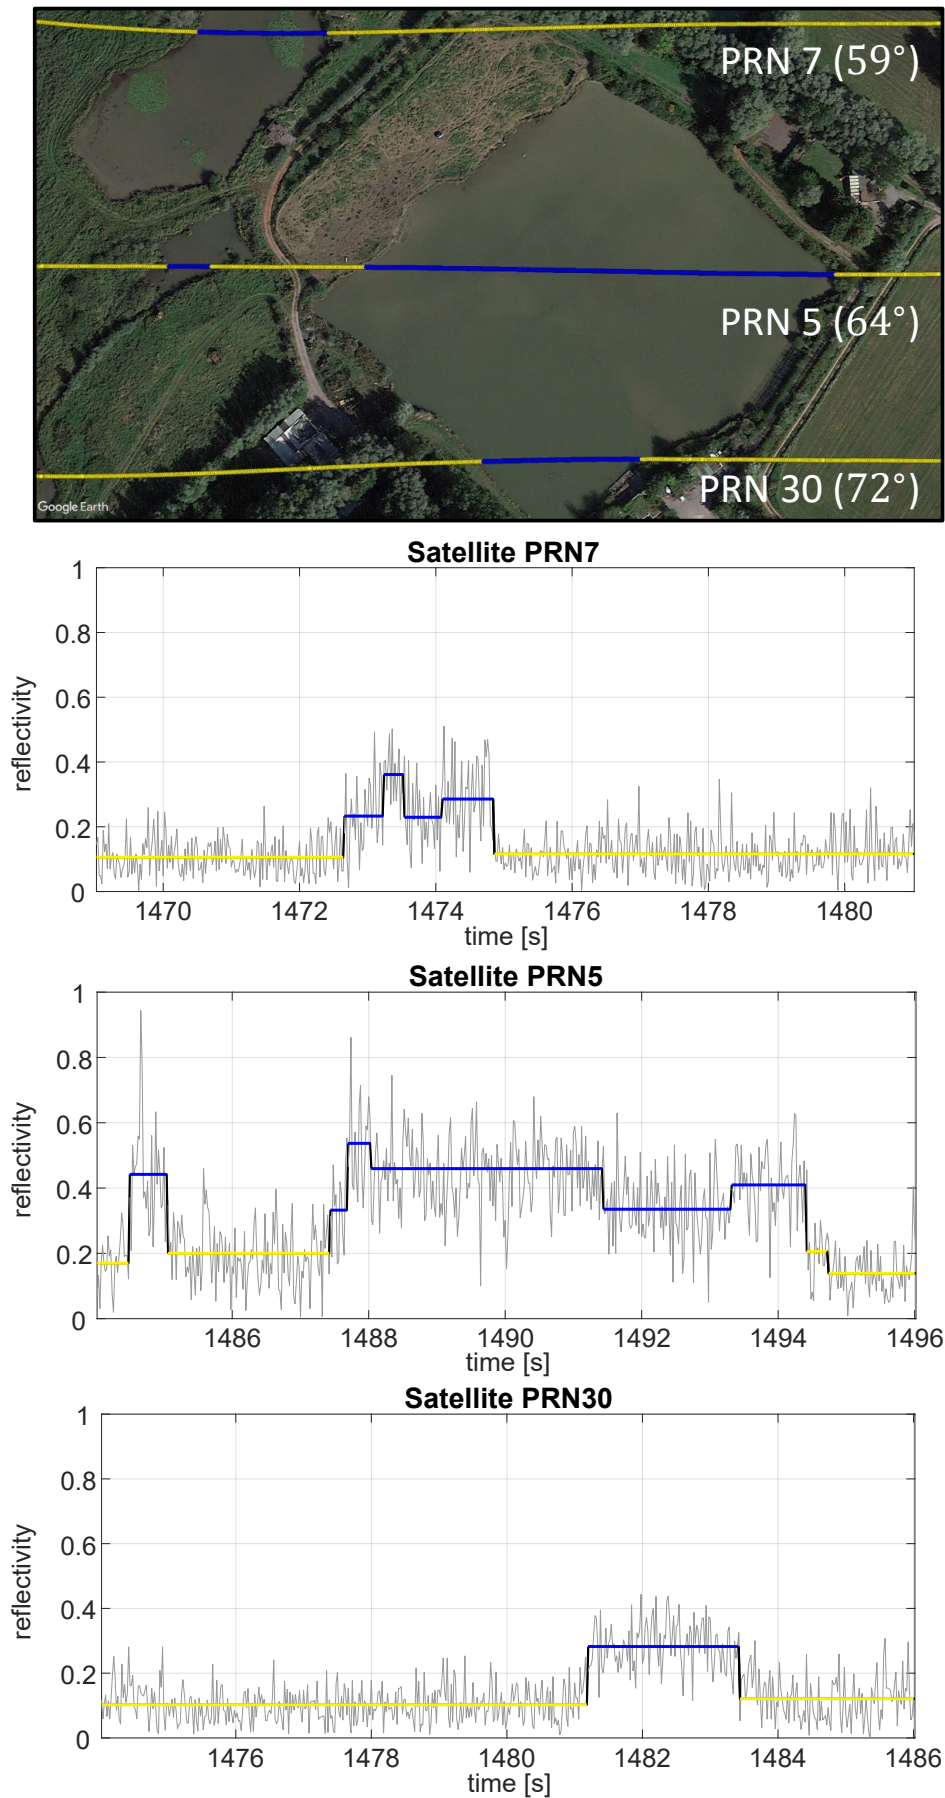 PRN 7 (59°)
PRN 5 (64°)
PRN 30 (72°)
Google Earth
Satellite PRN7
1
0.8
0.6
0.4
0.2
0
reflectivity
1470 1472 1474 1476 1478 1480
time [s]
Satellite PRN5
1
0.8
0.6
0.4
0.2
0
reflectivity
1486 1488 1490 1492 1494 1496
time [s]
Satellite PRN30
1
0.8
0.6
0.4
0.2
0
reflectivity
1476 1478 1480 1482 1484 1486
time [s]